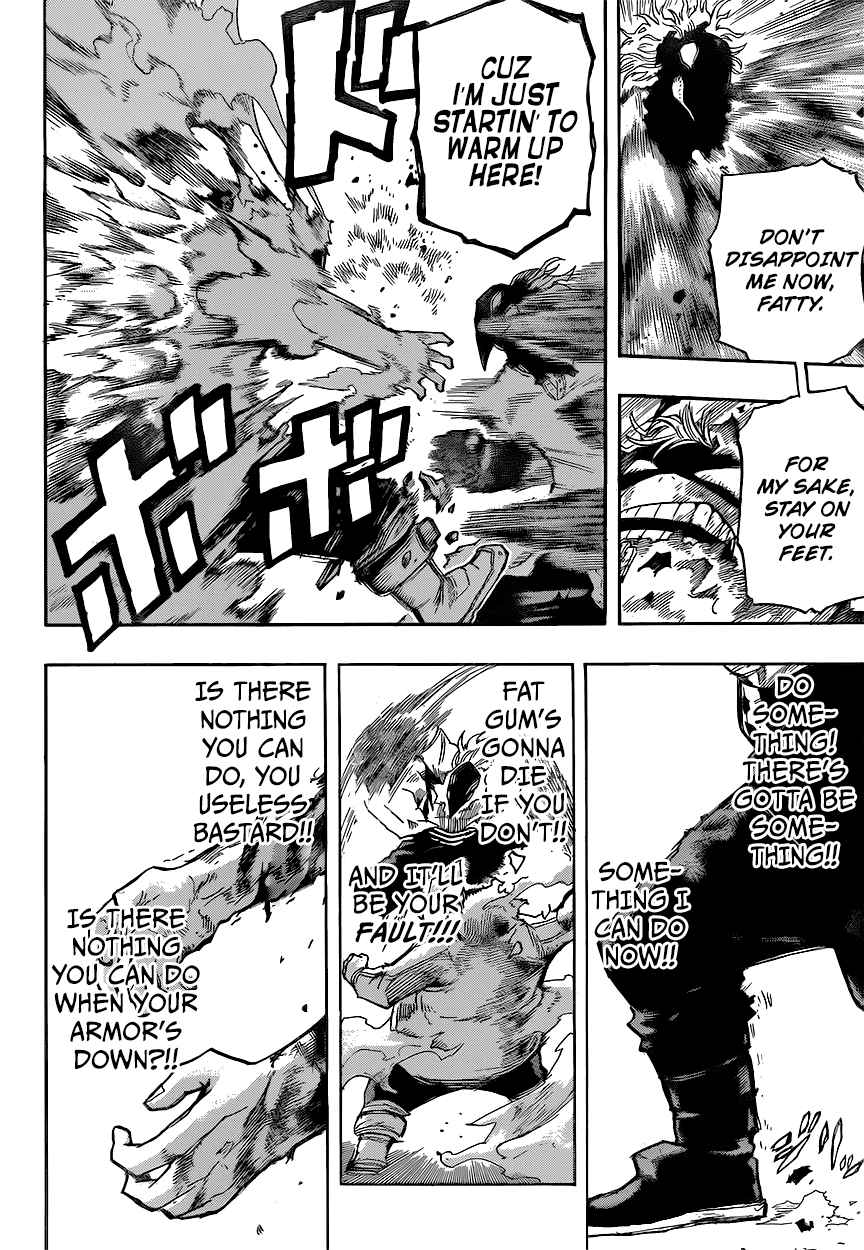 DON'T
DISAPPOINT
ME NOW,
FATTY.
FOR
MY SAKE,
STAY ON
YOUR
FEET.
CUZ
I'M JUST
STARTIN' TO
WARM UP
HERE!
ド
ボボ
DO
SOME-
THING!
THERE'S
GOTTA BE
SOME-
THING!!
SOME-
THING I
CAN DO
NOW!!
FAT
GUM'S
GONNA
DIE
IF YOU
DON'T!!
AND IT'LL
BE YOUR
FAULT!!!
IS THERE
NOTHING
YOU CAN
DO, YOU
USELESS
BASTARD!!
IS THERE
NOTHING
YOU CAN DO
WHEN YOUR
ARMOR'S
DOWN?!!